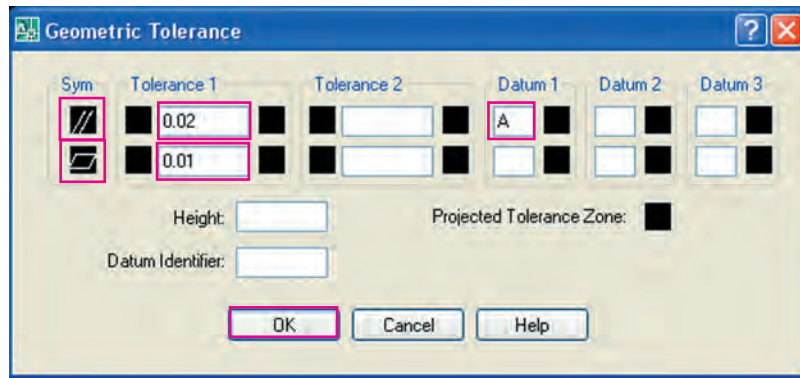 Geometric Tolerance
Sym Tolerance 1 Tolerance 2 Datum 1 Datum 2 Datum 3
0.02 A
0.01
Height:
Projected Tolerance Zone:
Datum Identifier:
OK Cancel Help